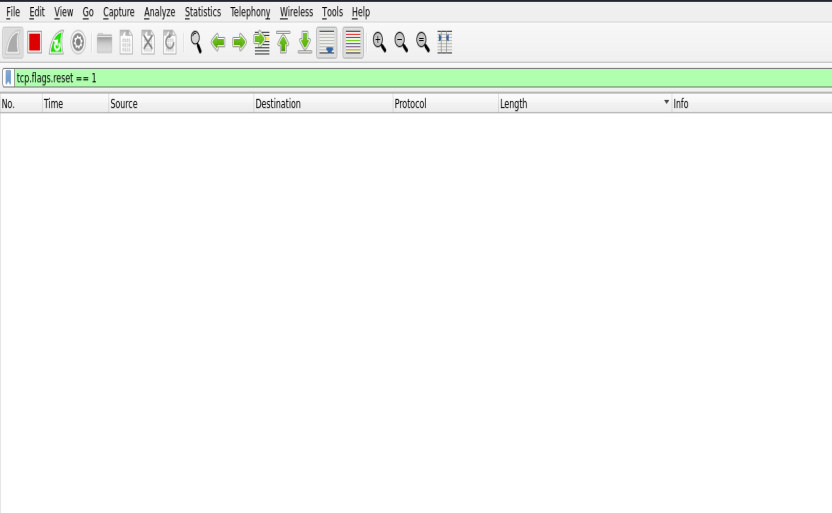 File Edit View Go Capture Analyze Statistics Telephony Wireless Tools Help
tcp.flags.reset == 1
No. Time Source Destination Protocol Length Info